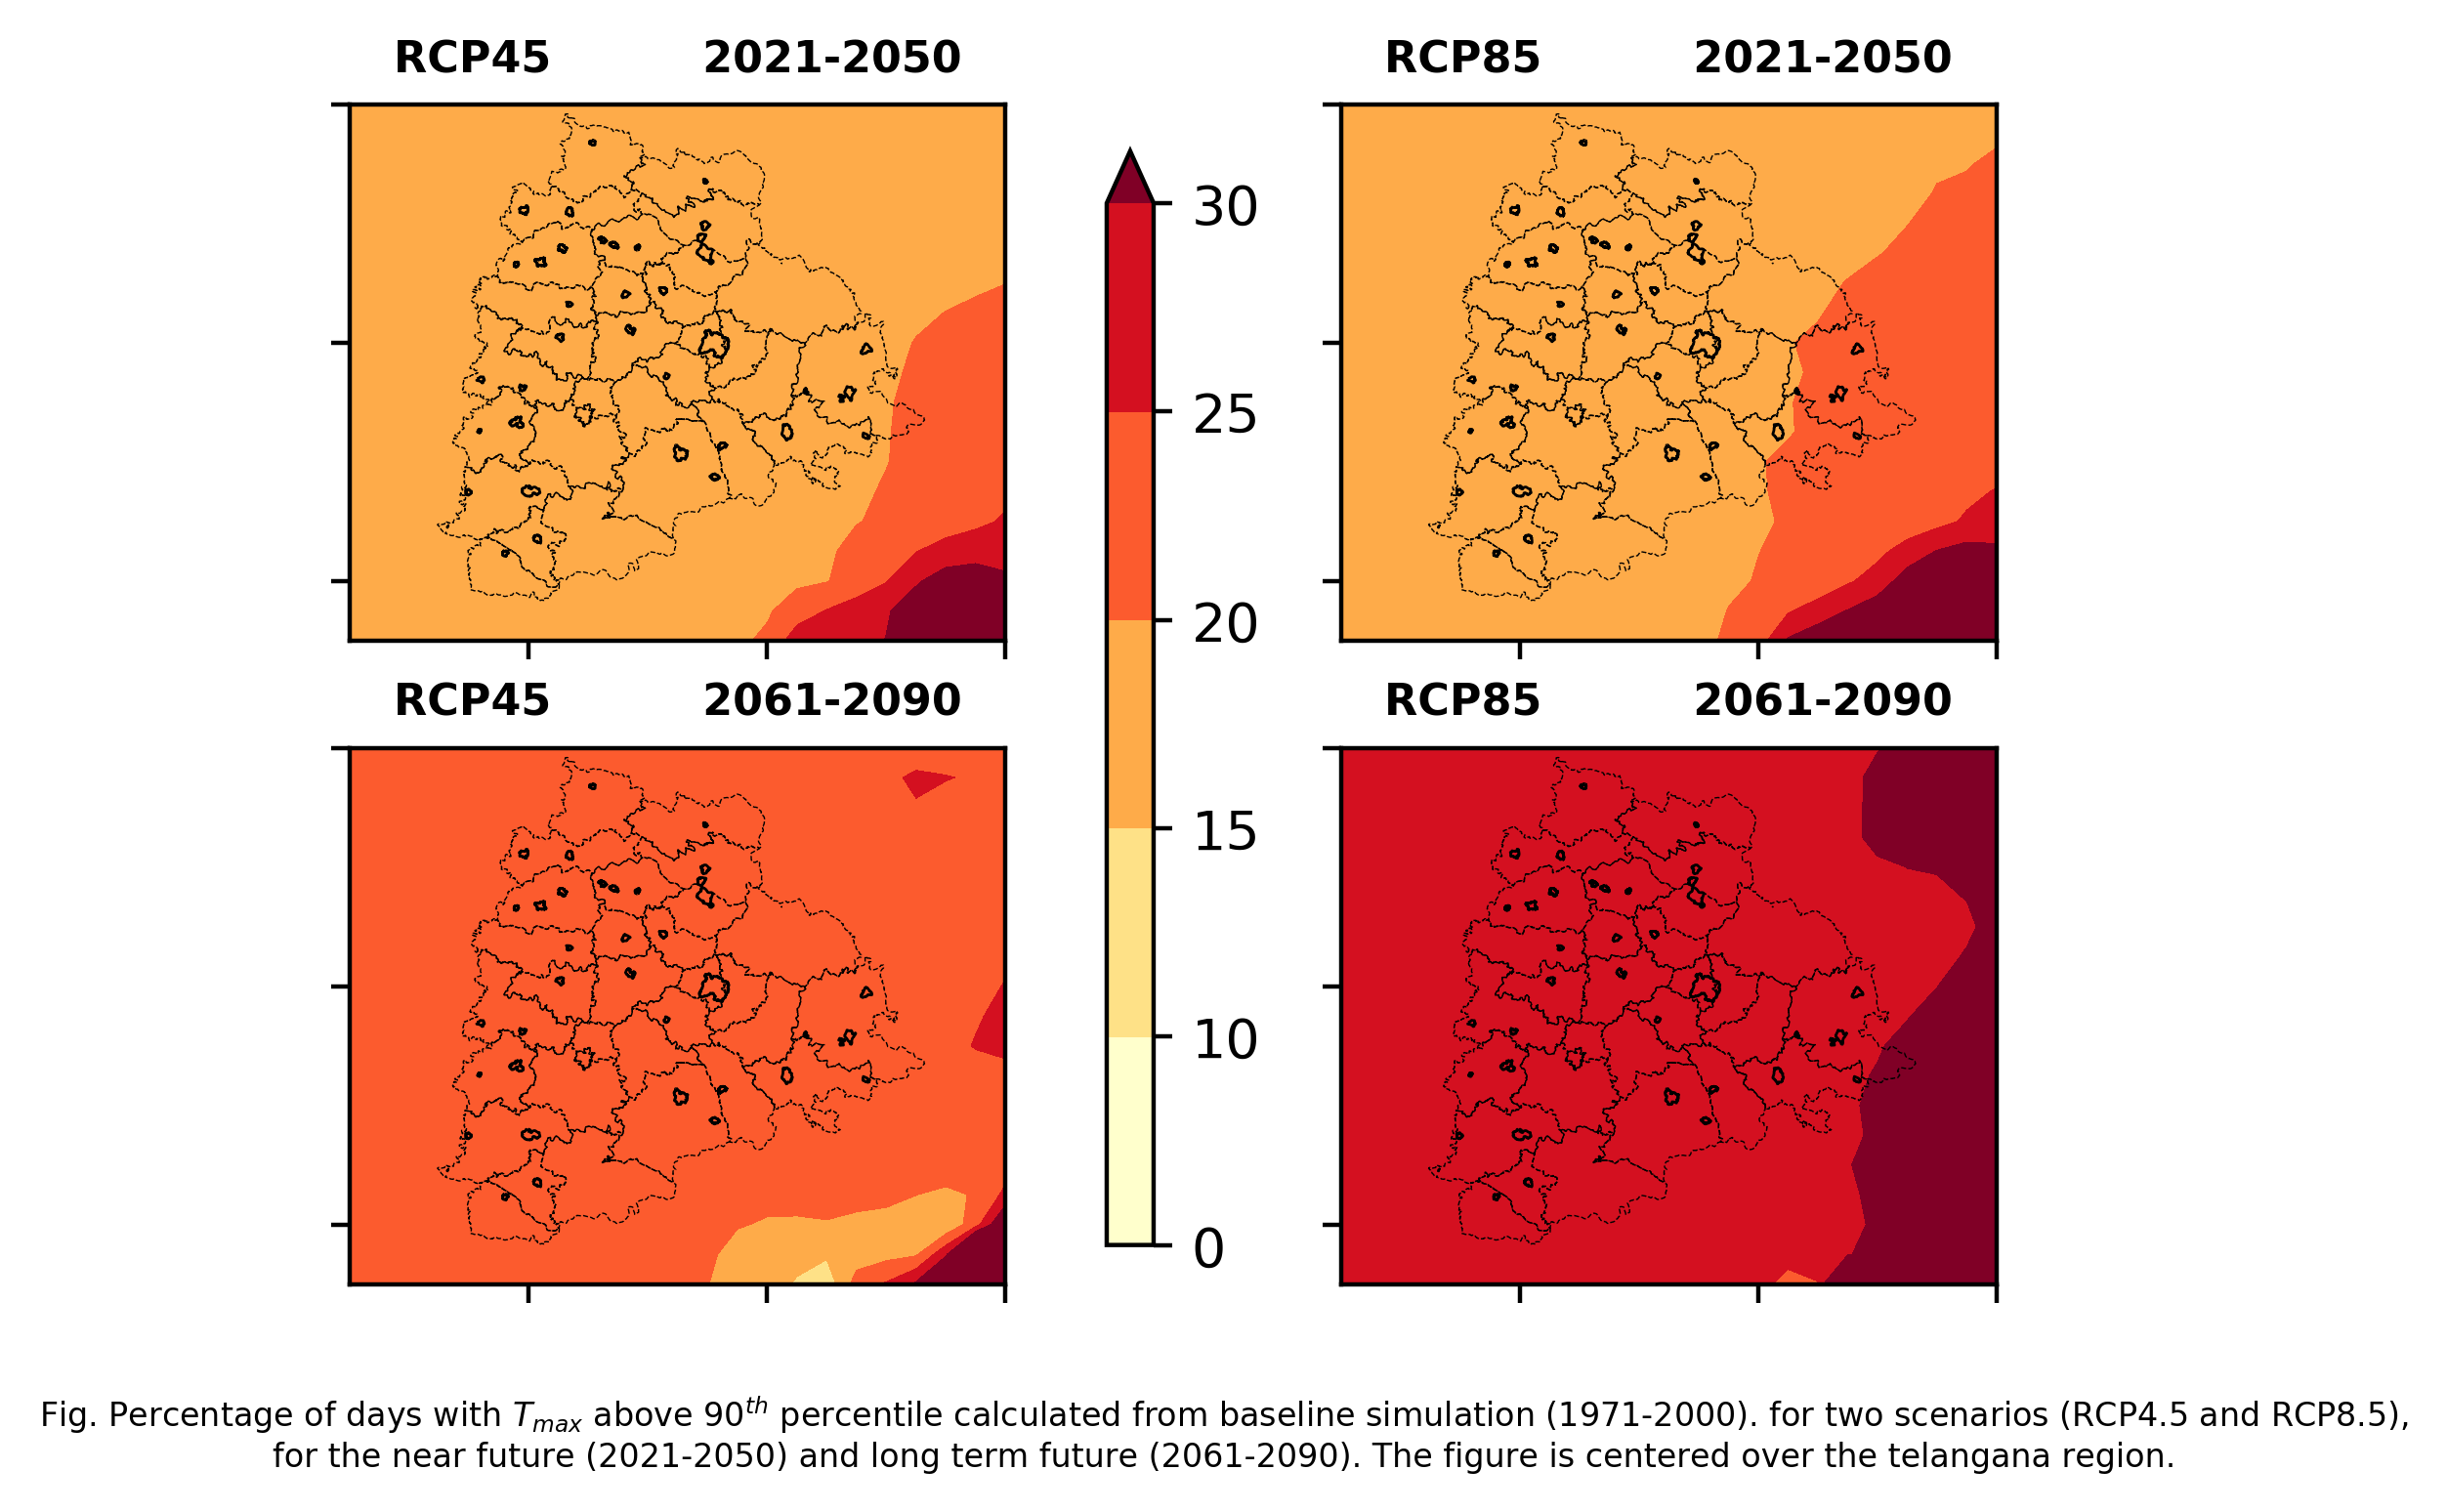 RCP45 2021-2050
RCP85 2021-2050
30
25
20
15
10
0
RCP45 2061-2090
RCP85 2061-2090
Fig. Percentage of days with T_max above 90^th percentile calculated from baseline simulation (1971-2000). for two scenarios (RCP4.5 and RCP8.5),
for the near future (2021-2050) and long term future (2061-2090). The figure is centered over the telangana region.